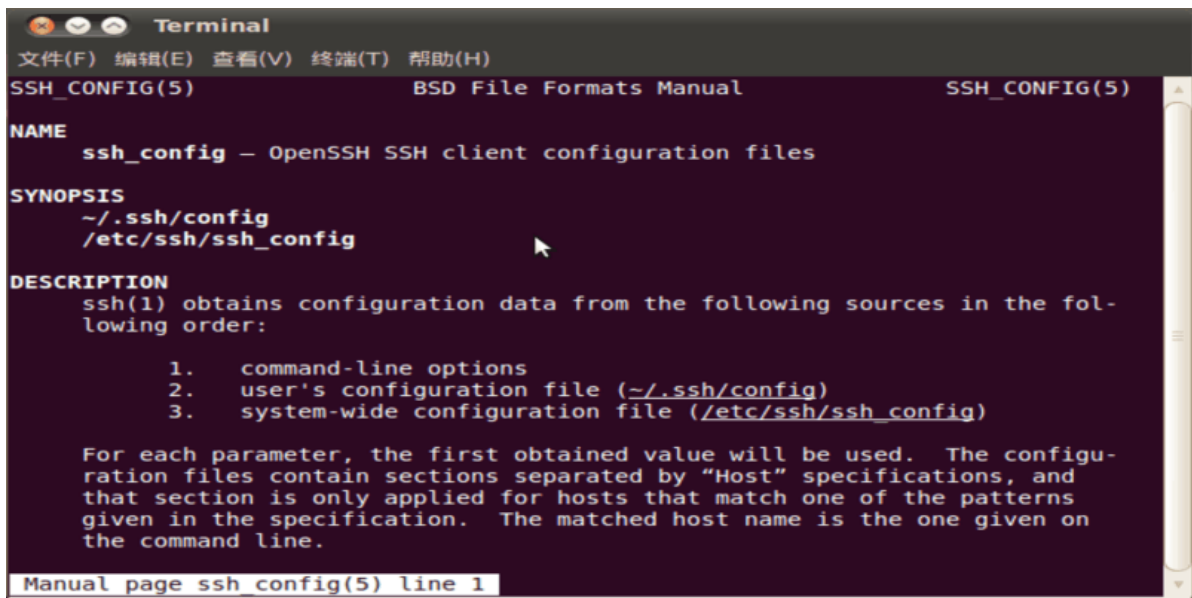 Terminal
文件(F) 编辑(E) 查看(V) 终端(T) 帮助(H)
SSH_CONFIG(5) BSD File Formats Manual SSH_CONFIG(5)
NAME
ssh_config — OpenSSH SSH client configuration files
SYNOPSIS
~/.ssh/config
/etc/ssh/ssh_config
DESCRIPTION
ssh(1) obtains configuration data from the following sources in the fol-
lowing order:
1. command-line options
2. user's configuration file (~/.ssh/config)
3. system-wide configuration file (/etc/ssh/ssh_config)
For each parameter, the first obtained value will be used. The configu-
ration files contain sections separated by “Host” specifications, and
that section is only applied for hosts that match one of the patterns
given in the specification. The matched host name is the one given on
the command line.
Manual page ssh_config(5) line 1